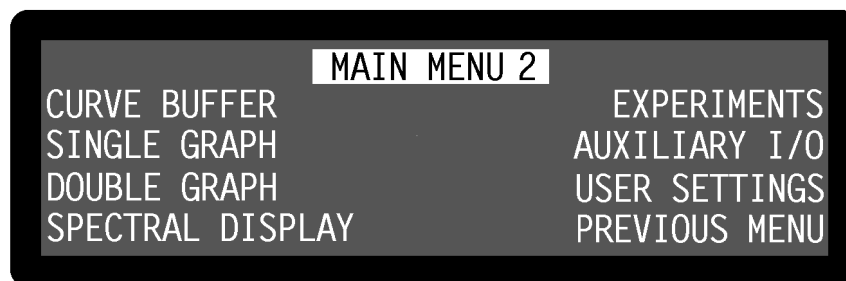 MAIN MENU 2
CURVE BUFFER EXPERIMENTS
SINGLE GRAPH AUXILIARY I/O
DOUBLE GRAPH USER SETTINGS
SPECTRAL DISPLAY PREVIOUS MENU